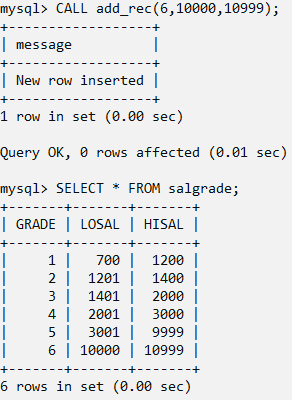 mysql> CALL add_rec(6,10000,10999);
+------------------+
| message          |
+------------------+
| New row inserted |
+------------------+
1 row in set (0.00 sec)

Query OK, 0 rows affected (0.01 sec)

mysql> SELECT * FROM salgrade;
+-------+-------+-------+
| GRADE | LOSAL | HISAL |
+-------+-------+-------+
|     1 |   700 |  1200 |
|     2 |  1201 |  1400 |
|     3 |  1401 |  2000 |
|     4 |  2001 |  3000 |
|     5 |  3001 |  9999 |
|     6 | 10000 | 10999 |
+-------+-------+-------+
6 rows in set (0.00 sec)